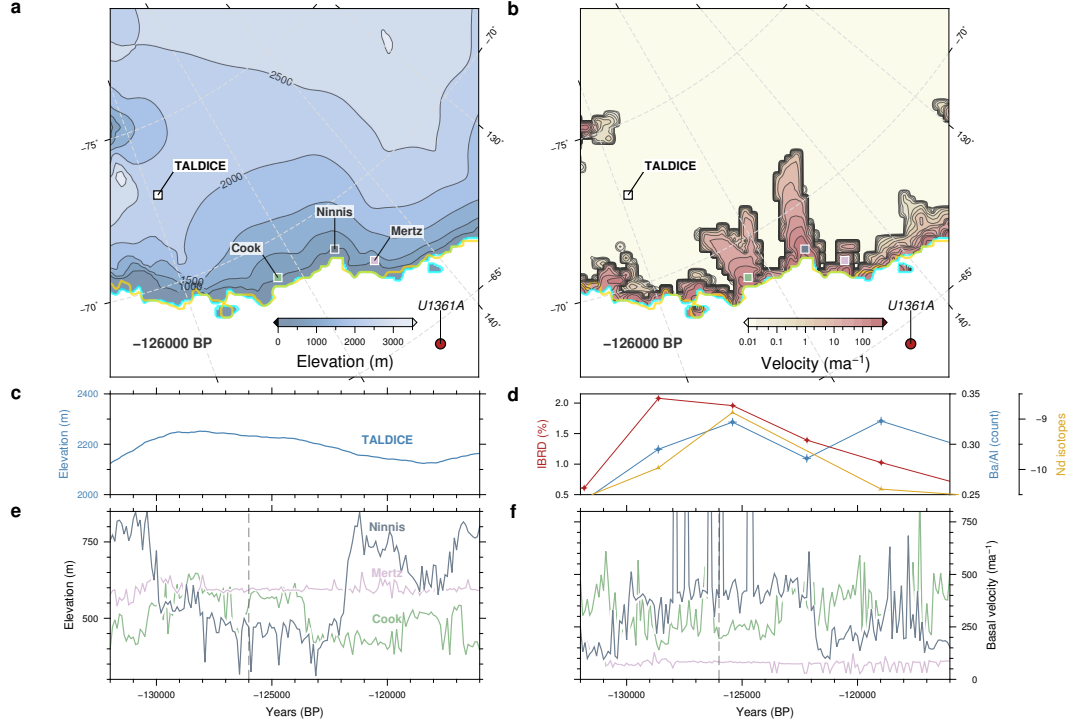 a
b
−70°
−75°
130°
−65°
140°
−70°
2500
2000
1500
1000
TALDICE
Ninnis
Mertz
Cook
U1361A
0 1000 2000 3000
Elevation (m)
−126000 BP
−70°
−75°
130°
−65°
140°
−70°
TALDICE
U1361A
0.01 0.1 1 10 100
Velocity (ma⁻¹)
−126000 BP
c
2400
2200
2000
Elevation (m)
TALDICE
d
2.0
1.5
1.0
0.5
IBRD (%)
0.35
0.30
0.25
Ba/Al (count)
−9
−10
Nd isotopes
e
750
500
Elevation (m)
Ninnis
Mertz
Cook
−130000 −125000 −120000
Years (BP)
f
750
500
250
0
Basal velocity (ma⁻¹)
−130000 −125000 −120000
Years (BP)